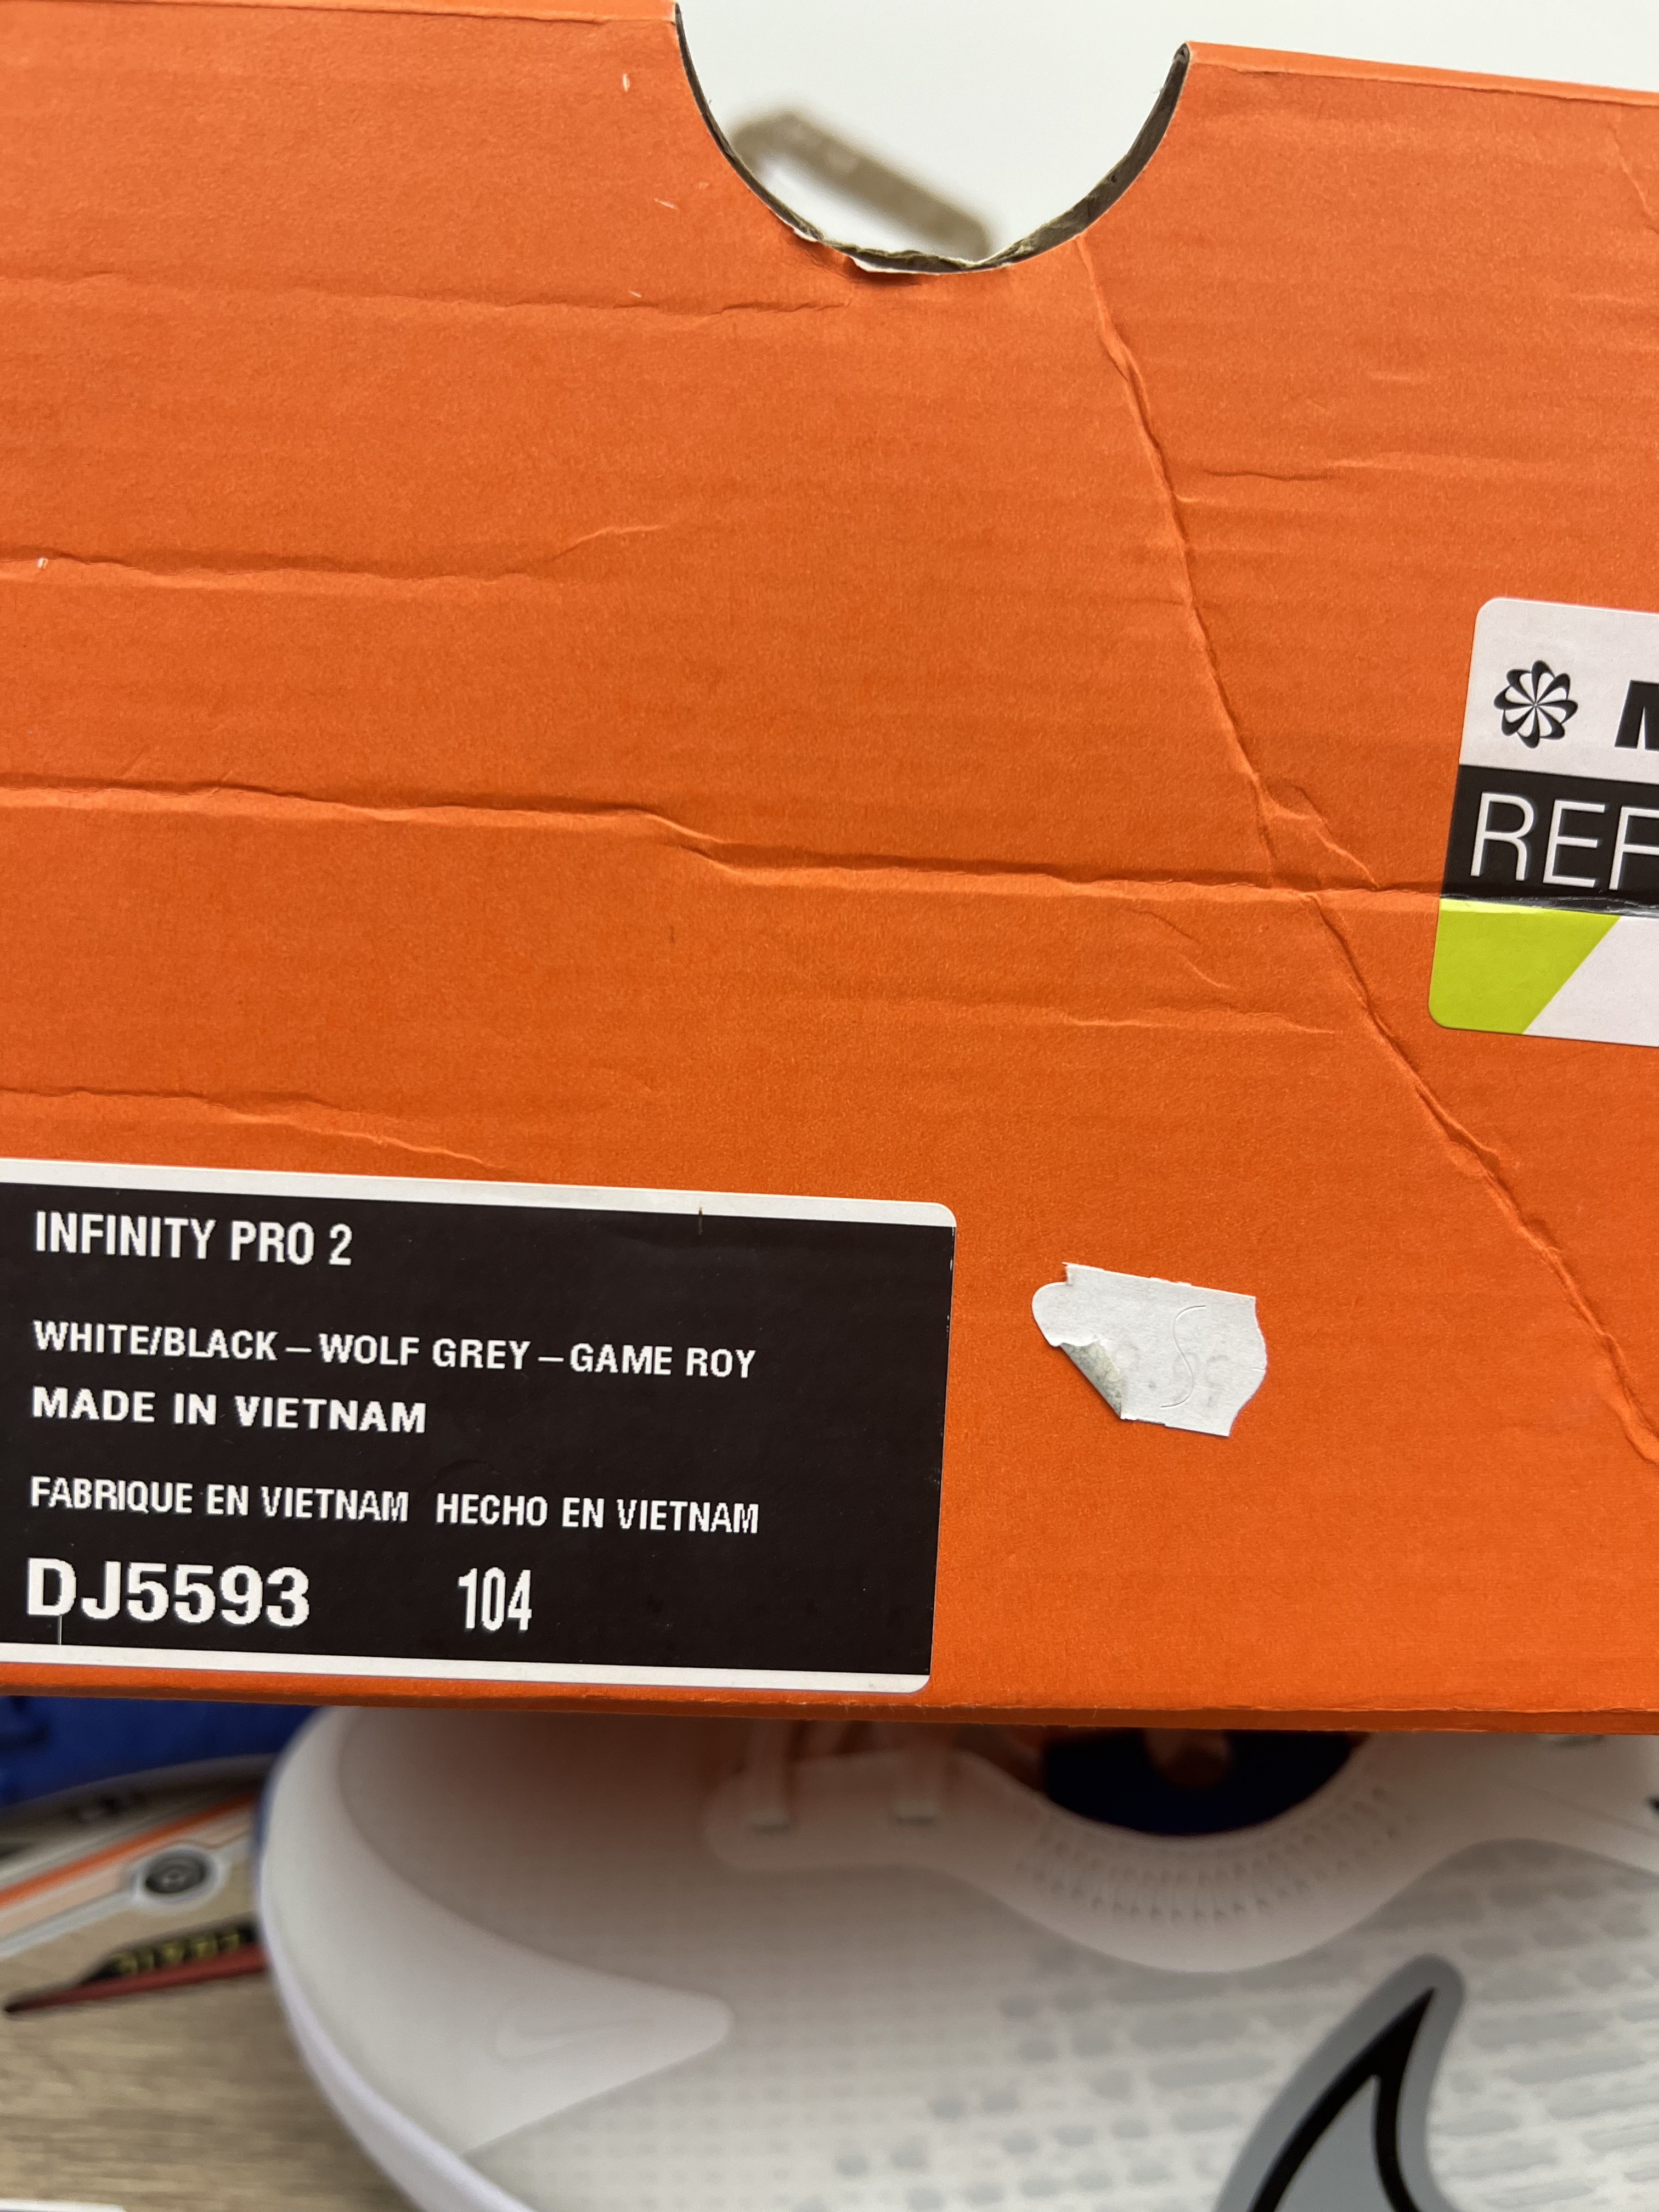 REF
INFINITY PRO 2
WHITE/BLACK – WOLF GREY – GAME ROY
MADE IN VIETNAM
FABRIQUE EN VIETNAM HECHO EN VIETNAM
DJ5593 104